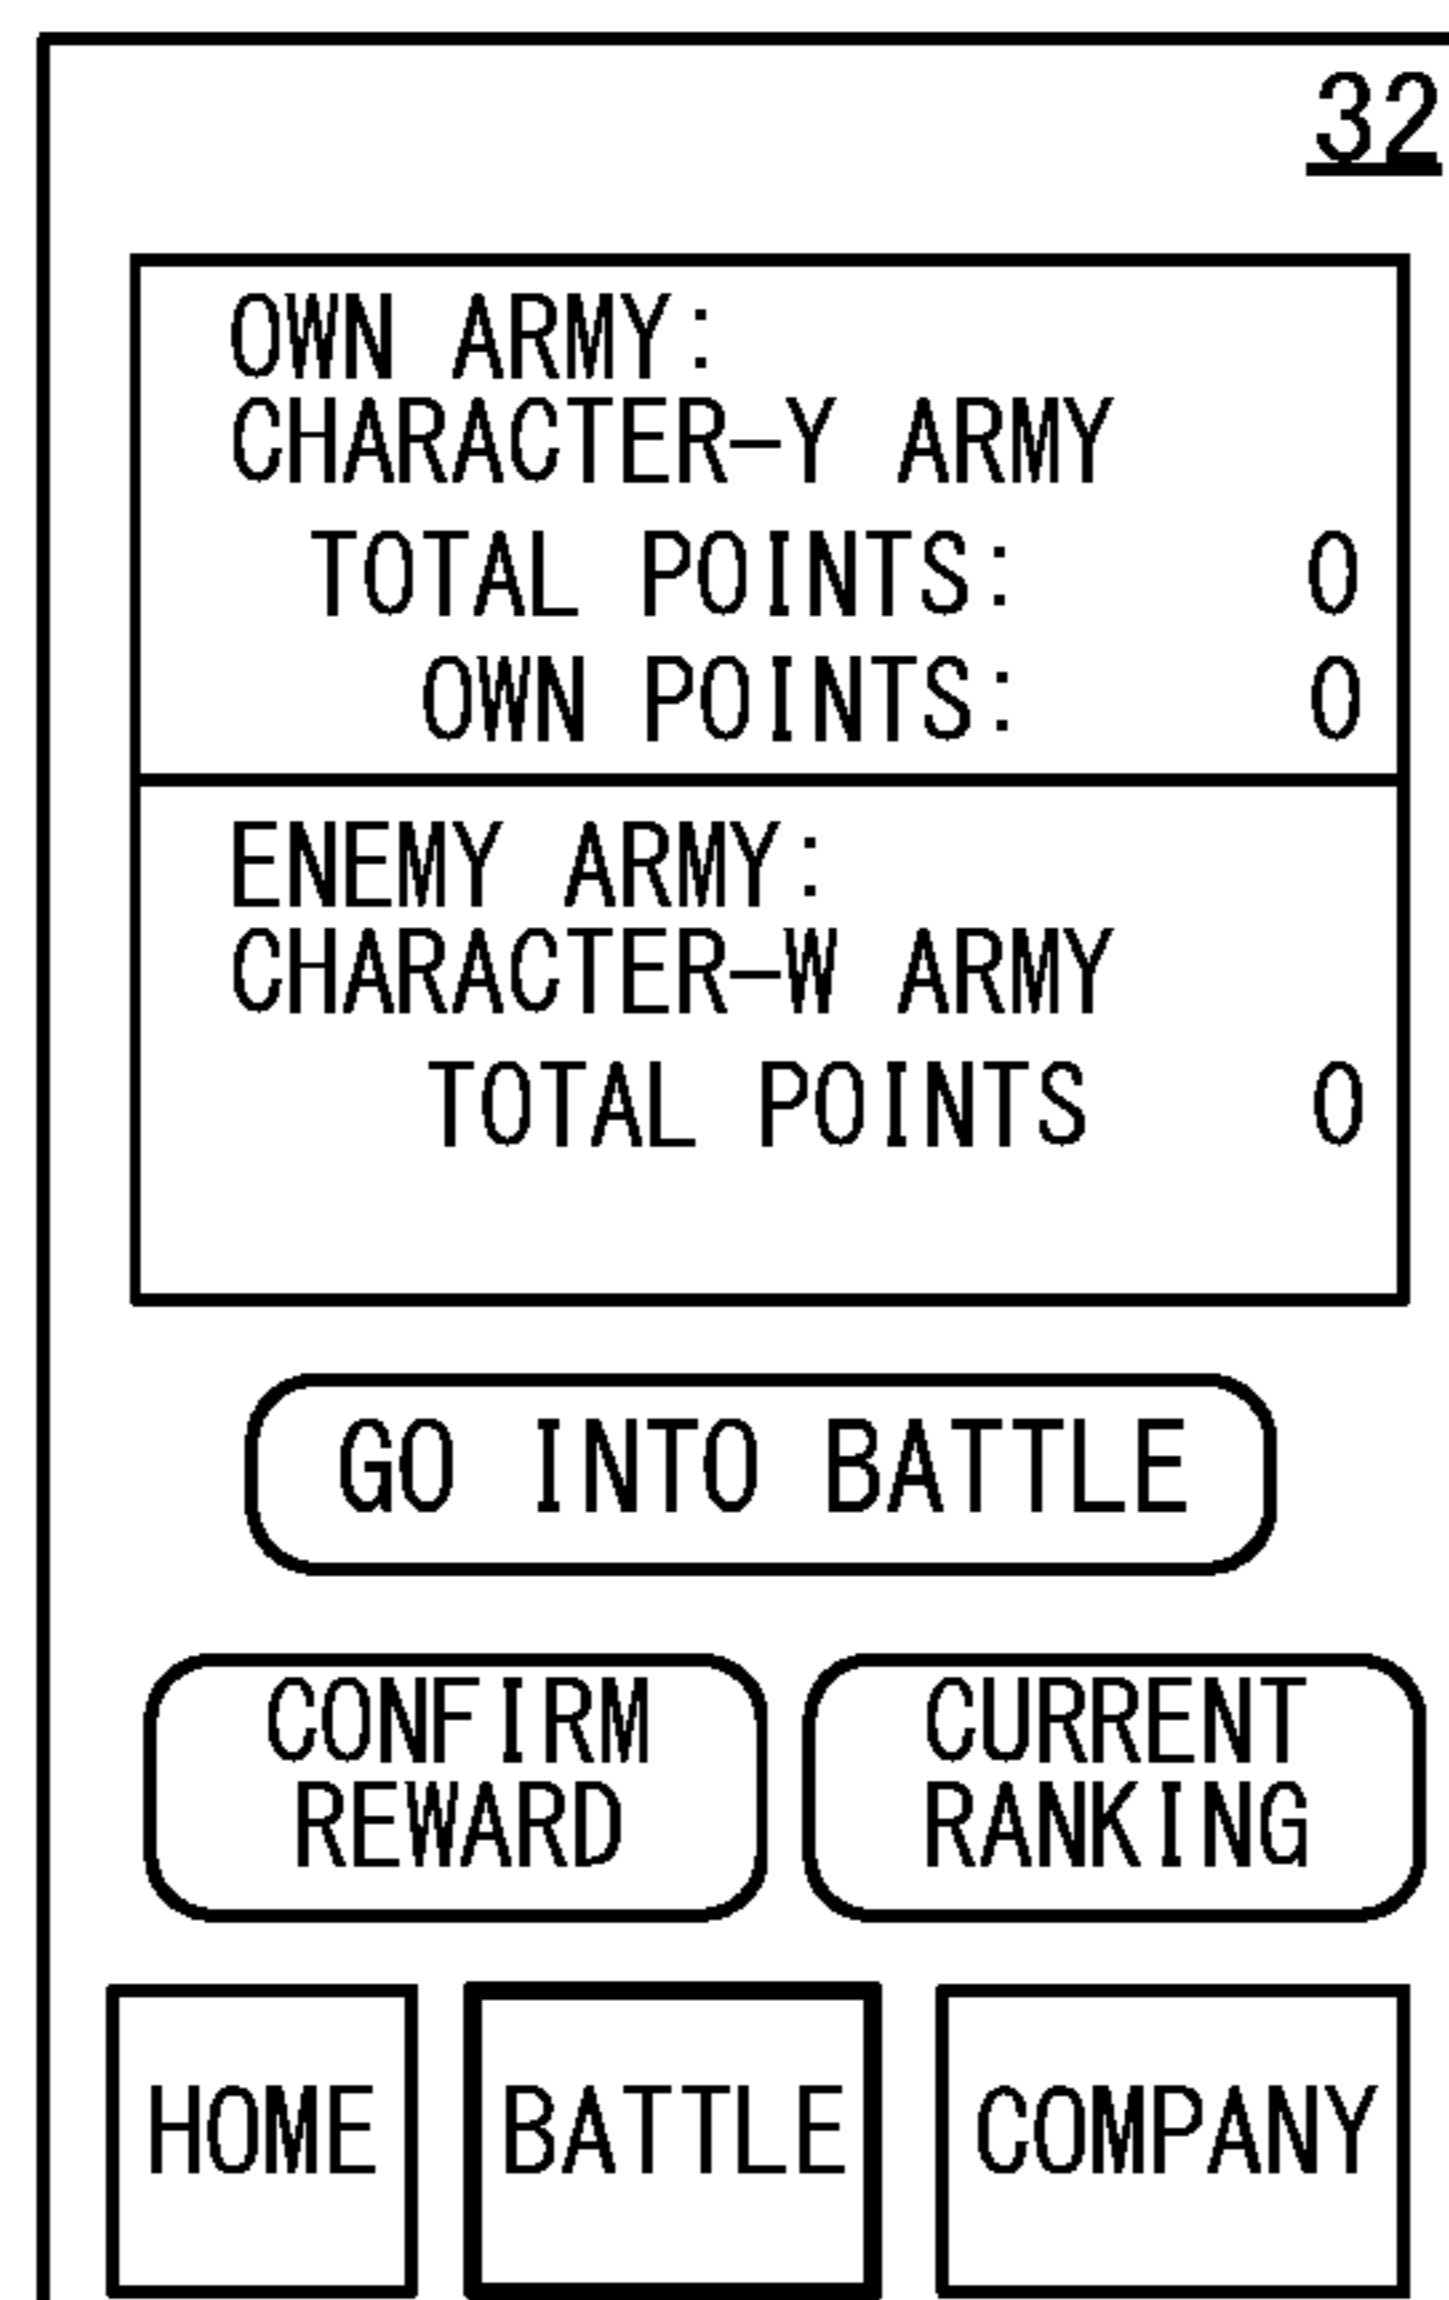 32
OWN ARMY:
CHARACTER-Y ARMY
TOTAL POINTS: 0
OWN POINTS: 0
ENEMY ARMY:
CHARACTER-W ARMY
TOTAL POINTS 0
GO INTO BATTLE
CONFIRM
REWARD
CURRENT
RANKING
HOME
BATTLE
COMPANY